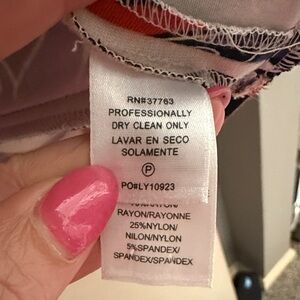 RN#37763
PROFESSIONALLY
DRY CLEAN ONLY
LAVAR EN SECO
SOLAMENTE
P
PO#LY10923
RAYON/RAYONNE
25%NYLON/
NILON/NYLON
5%SPANDEX/
SPANDEX/SPANDEX